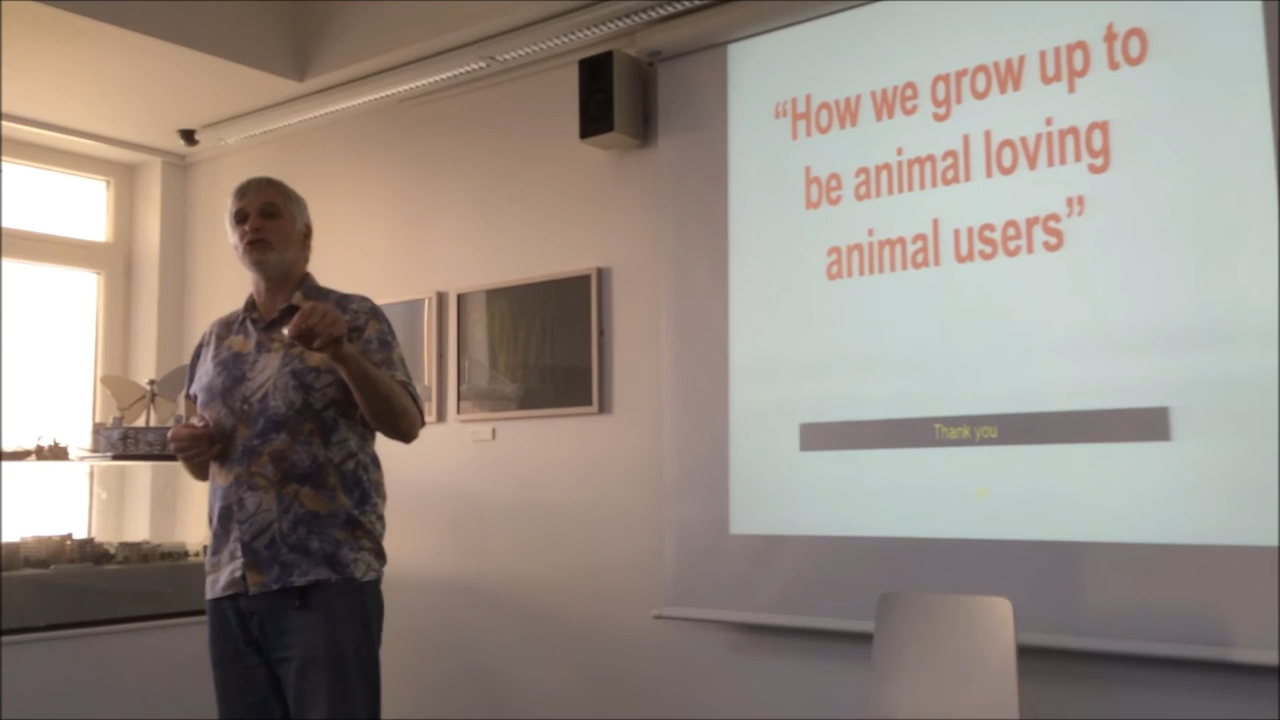 “How we grow up to
be animal loving
animal users”
Thank you